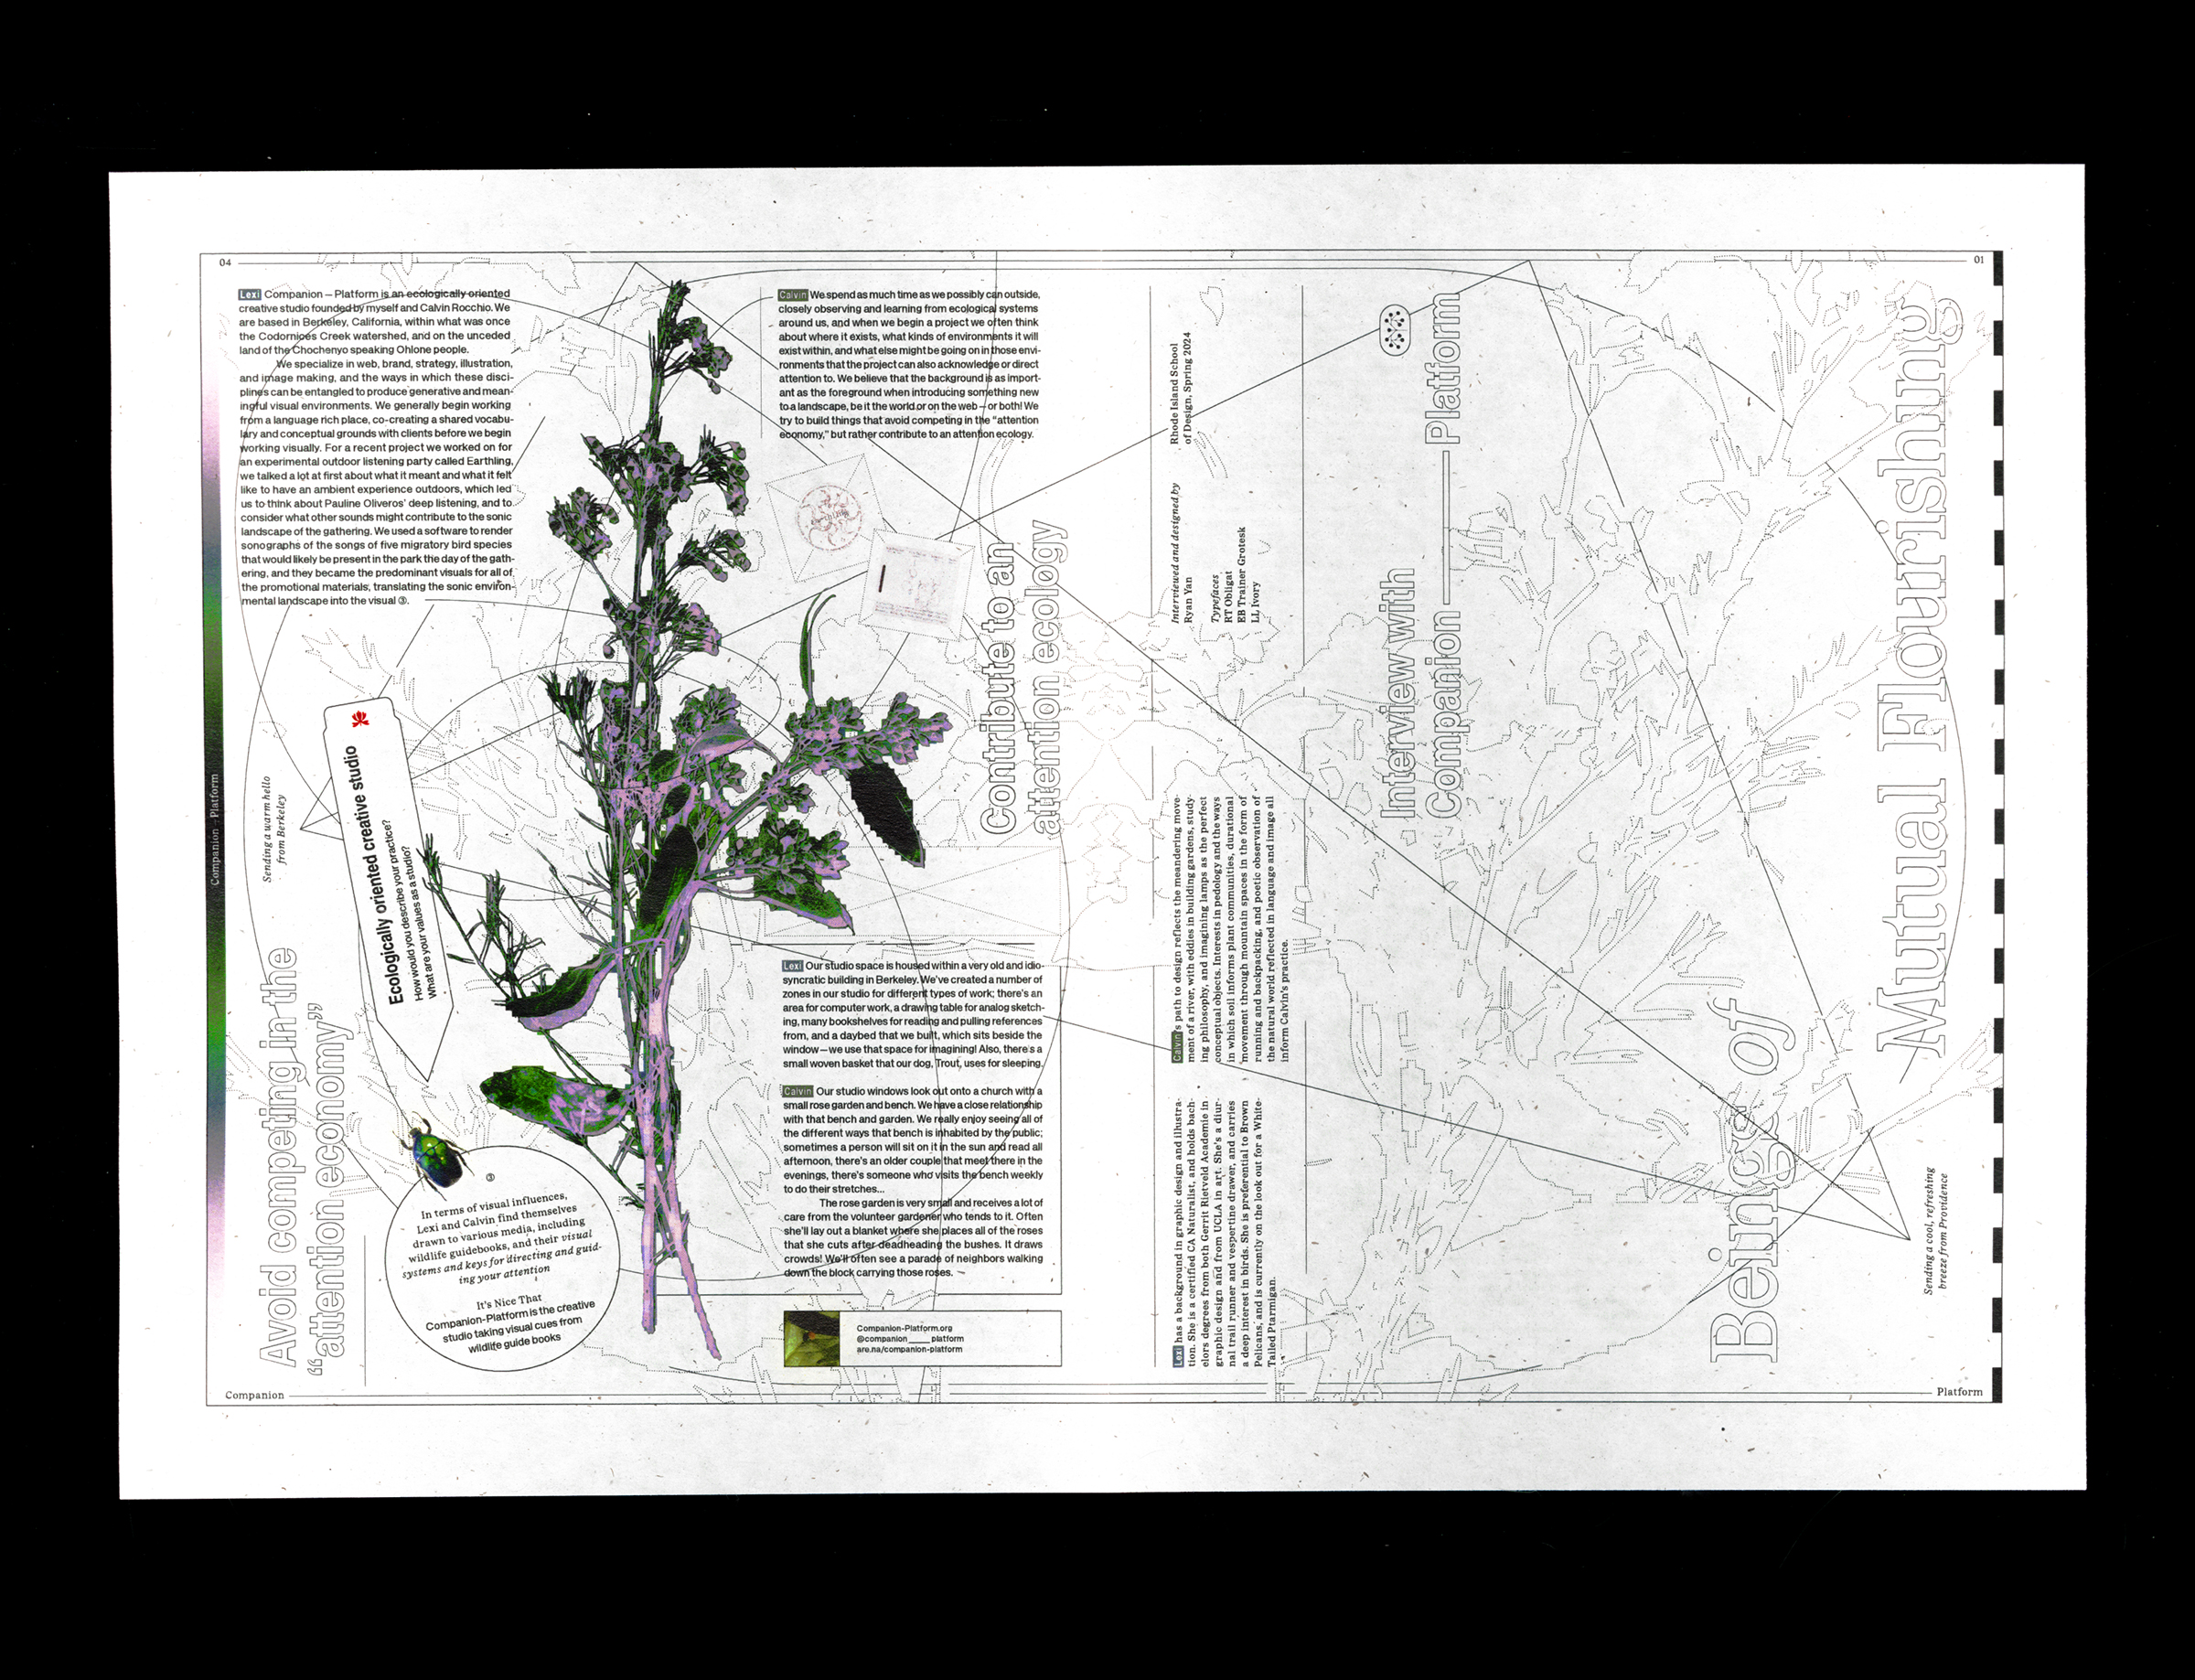 04
Lexi Companion – Platform is an ecologically oriented
creative studio founded by myself and Calvin Rocchio. We
are based in Berkeley, California, within what was once
the Codornices Creek watershed, and on the unceded
land of the Chochenyo speaking Ohlone people.
We specialize in web, brand, strategy, illustration,
and image making, and the ways in which these disci-
plines can be entangled to produce generative and mean-
ingful visual environments. We generally begin working
from a language rich place, co-creating a shared vocabu-
lary and conceptual grounds with clients before we begin
working visually. For a recent project we worked on for
an experimental outdoor listening party called Earthling,
we talked a lot at first about what it meant and what it felt
like to have an ambient experience outdoors, which led
us to think about Pauline Oliveros' deep listening, and to
consider what other sounds might contribute to the sonic
landscape of the gathering. We used a software to render
sonographs of the songs of five migratory bird species
that would likely be present in the park the day of the gath-
ering, and they became the predominant visuals for all of
the promotional materials, translating the sonic environ-
mental landscape into the visual ③.
Calvin We spend as much time as we possibly can outside,
closely observing and learning from ecological systems
around us, and when we begin a project we often think
about where it exists, what kinds of environments it will
exist within, and what else might be going on in those envi-
ronments that the project can also acknowledge or direct
attention to. We believe that the background is as import-
ant as the foreground when introducing something new
to a landscape, be it the world or on the web – or both! We
try to build things that avoid competing in the “attention
economy,” but rather contribute to an attention ecology.
Companion – Platform
Sending a warm hello
from Berkeley
Ecologically oriented creative studio
How would you describe your practice?
What are your values as a studio?
Avoid competing in the
“attention economy”
Contribute to an
attention ecology
③
In terms of visual influences,
Lexi and Calvin find themselves
drawn to various media, including
wildlife guidebooks, and their visual
systems and keys for directing and guid-
ing your attention
It's Nice That
Companion-Platform is the creative
studio taking visual cues from
wildlife guide books
Lexi Our studio space is housed within a very old and idio-
syncratic building in Berkeley. We've created a number of
zones in our studio for different types of work; there's an
area for computer work, a drawing table for analog sketch-
ing, many bookshelves for reading and pulling references
from, and a daybed that we built, which sits beside the
window – we use that space for imagining! Also, there's a
small woven basket that our dog, Trout, uses for sleeping.
Calvin Our studio windows look out onto a church with a
small rose garden and bench. We have a close relationship
with that bench and garden. We really enjoy seeing all of
the different ways that bench is inhabited by the public;
sometimes a person will sit on it in the sun and read all
afternoon, there's an older couple that meet there in the
evenings, there's someone who visits the bench weekly
to do their stretches...
The rose garden is very small and receives a lot of
care from the volunteer gardener who tends to it. Often
she'll lay out a blanket where she places all of the roses
that she cuts after deadheading the bushes. It draws
crowds! We'll often see a parade of neighbors walking
down the block carrying those roses.
Companion-Platform.org
@companion_____platform
are.na/companion-platform
Companion
01
Rhode Island School
of Design, Spring 2024
Interviewed and designed by
Ryan Yan
Typefaces
RT Obligat
EB Trainer Grotesk
LL Ivory
Interview with
Companion — Platform
Beings of
Mutual Flourishing
Lexi has a background in graphic design and illustra-
tion. She is a certified CA Naturalist, and holds bach-
elors degrees from both Gerrit Rietveld Academie in
graphic design and from UCLA in art. She's a diur-
nal trail runner and vespertine drawer, and carries
a deep interest in birds. She is preferential to Brown
Pelicans, and is currently on the look out for a White-
Tailed Ptarmigan.
Calvin's path to design reflects the meandering move-
ment of a river, with eddies in building gardens, study-
ing philosophy, and imagining lamps as the perfect
conceptual objects. Interests in pedology and the ways
in which soil informs plant communities, durational
movement through mountain spaces in the form of
running and backpacking, and poetic observation of
the natural world reflected in language and image all
inform Calvin's practice.
Sending a cool, refreshing
breeze from Providence
Platform